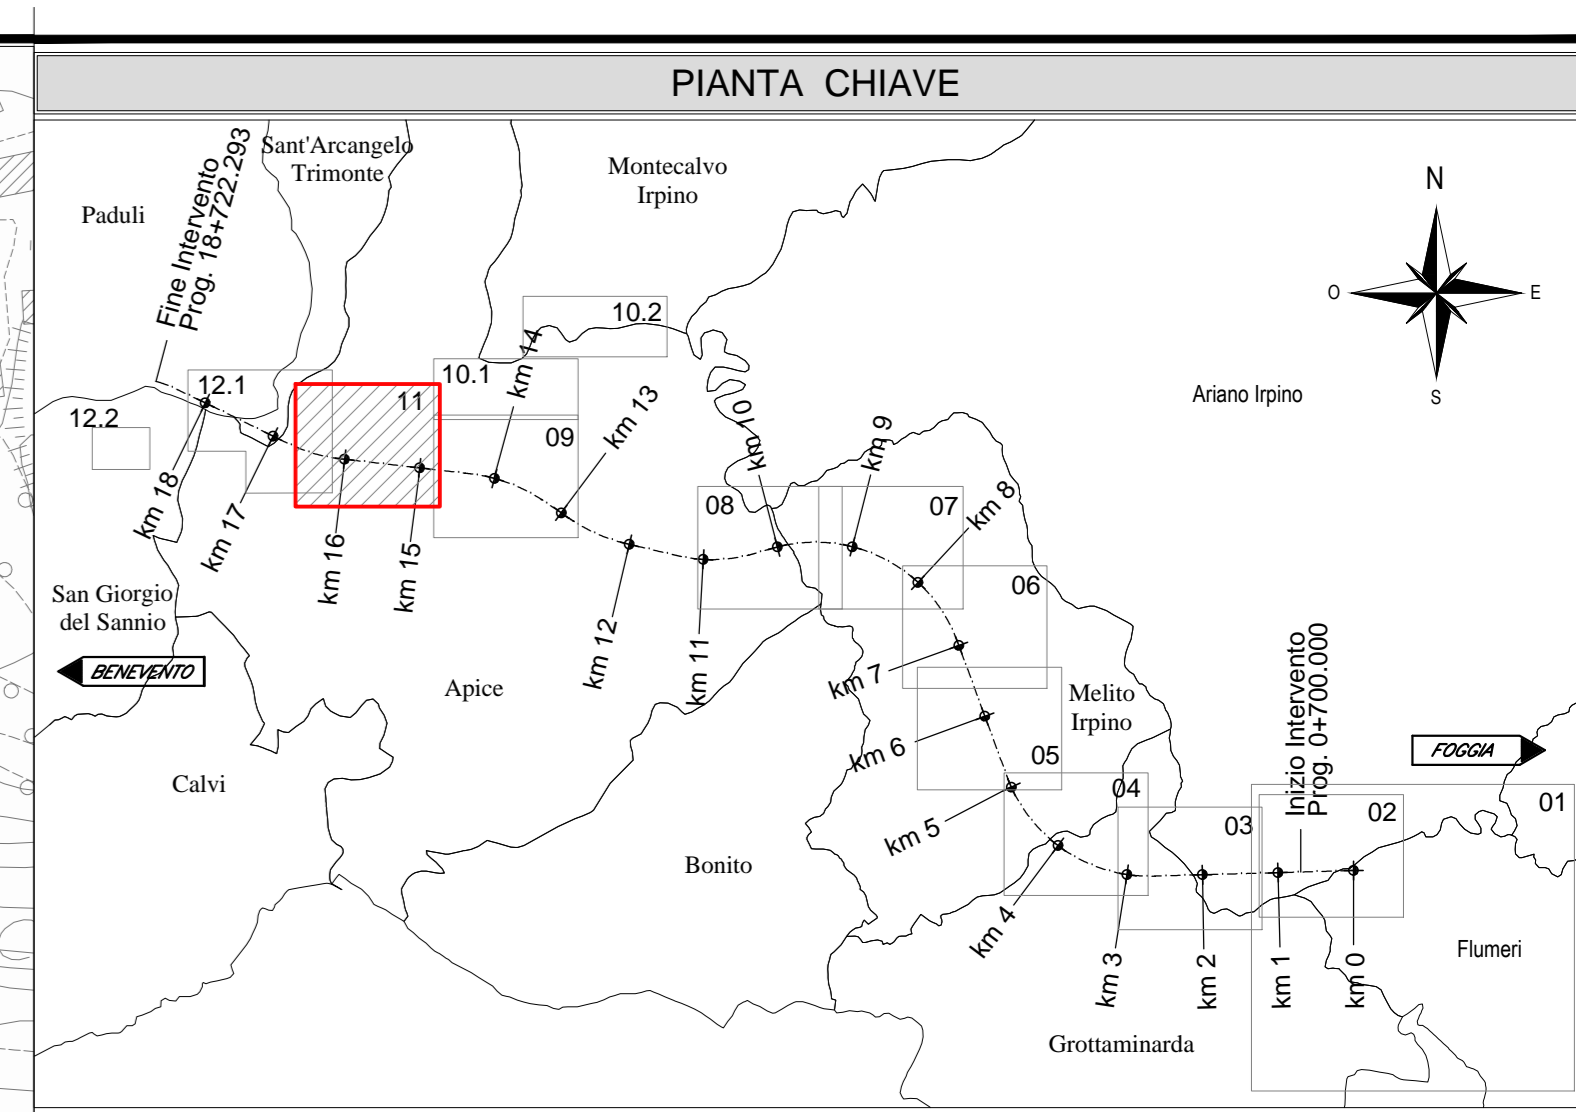 PIANTA CHIAVE
Sant'Arcangelo
Trimonte
Montecalvo
Irpino
Paduli
Fine Intervento
Prog. 18+722.293
N
O
E
S
Ariano Irpino
10.2
10.1
km 14
12.1
11
12.2
09
km 13
km 10
km 9
08
07
km 8
km 18
km 17
km 16
km 15
06
San Giorgio
del Sannio
BENEVENTO
km 12
km 11
km 7
Apice
Melito
Irpino
km 6
05
Inizio Intervento
Prog. 0+700.000
FOGGIA
Calvi
04
01
02
03
km 5
Bonito
km 4
km 3
km 2
km 1
km 0
Flumeri
Grottaminarda